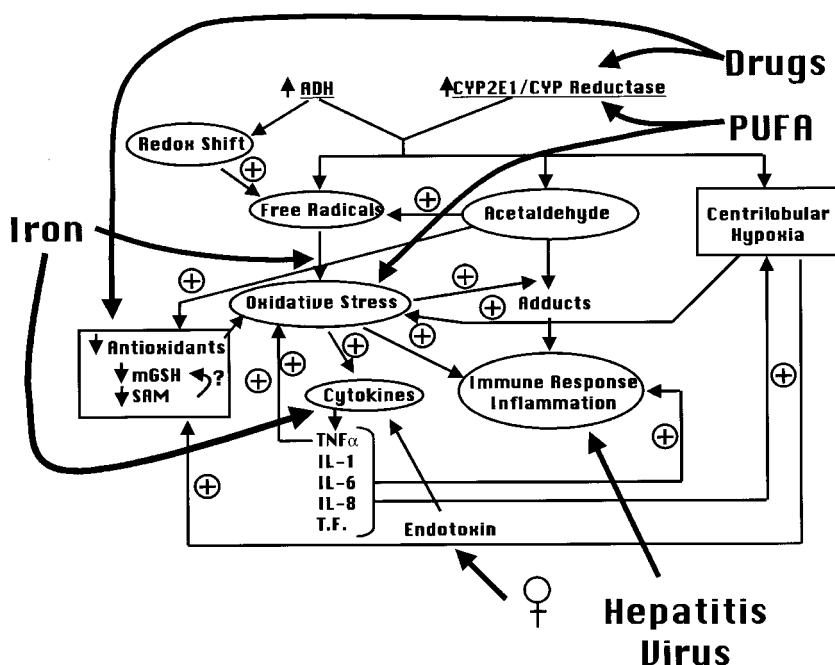 Drugs
ADH
CYP2E1/CYP Reductase
PUFA
Redox Shift
+
Free Radicals
+
Acetaldehyde
Centrilobular
Hypoxia
Iron
+
Oxidative Stress
+
+
Adducts
+
Antioxidants
mGSH
?
SAM
+
+
+
Cytokines
Immune Response
Inflammation
+
+
TNFα
IL-1
IL-6
IL-8
T.F.
+
Endotoxin
♀
Hepatitis
Virus